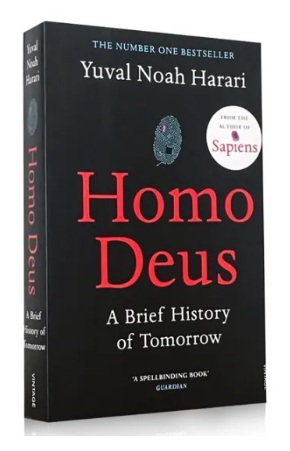 Yuval
Noah
Harari
Homo Deus
A Brief
History of
Tomorrow
VINTAGE
THE NUMBER ONE BESTSELLER
Yuval Noah Harari
FROM THE
AUTHOR OF
Sapiens
Homo
Deus
A Brief History
of Tomorrow
'A SPELLBINDING BOOK'
GUARDIAN